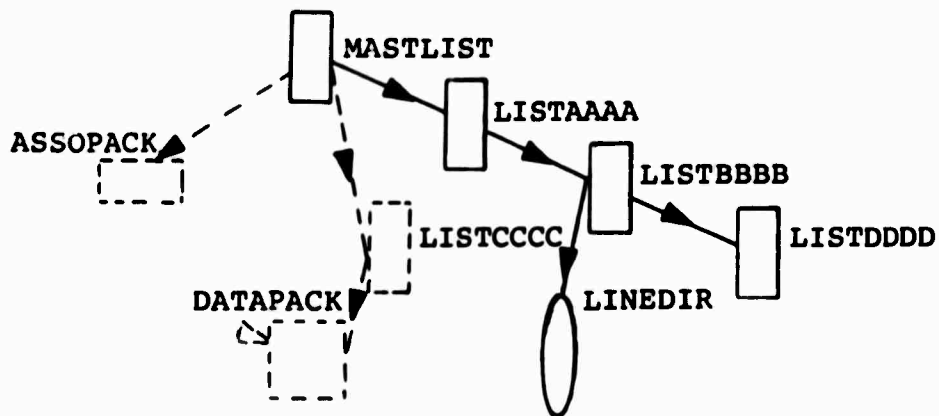 MASTLIST
LISTAAAA
ASSOPACK
LISTBBBB
LISTCCCC
LISTDDDD
DATAPACK
LINEDIR